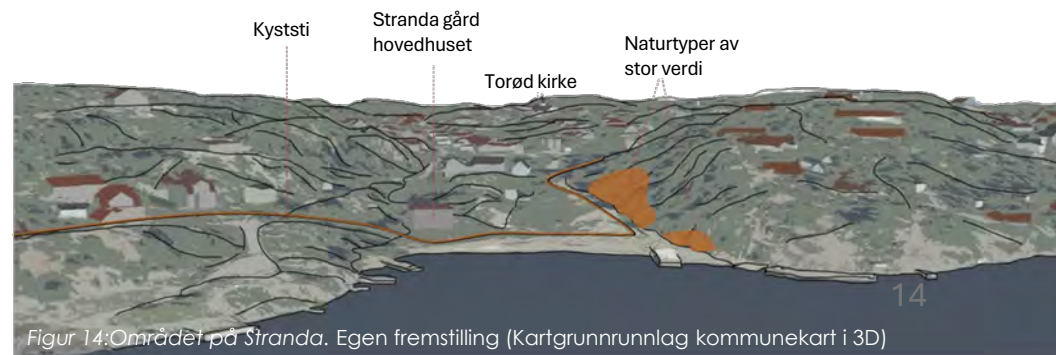 Kyststi
Stranda gård
hovedhuset
Torød kirke
Naturtyper av
stor verdi
14
Figur 14:Området på Stranda. Egen fremstilling (Kartgrunnrunnlag kommunekart i 3D)